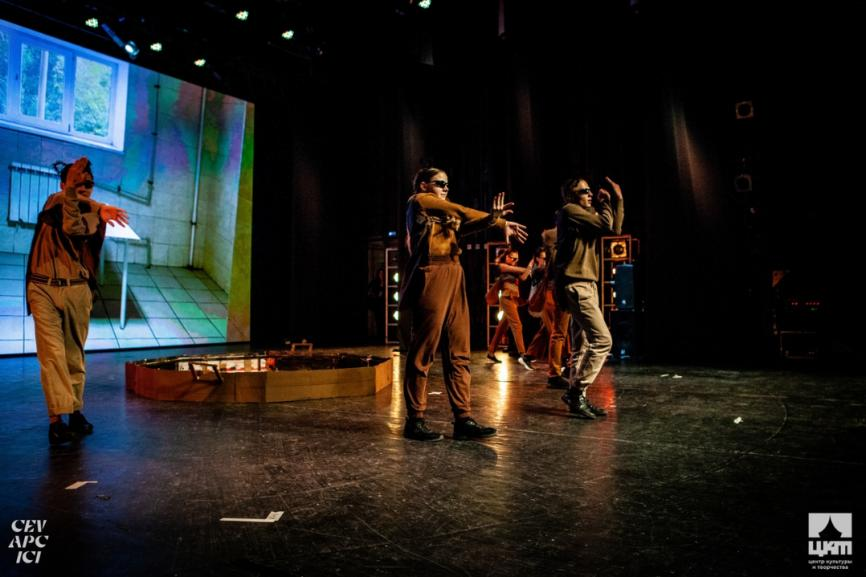 CEV
APC
ICI
ЦКТ
центр культуры
и творчества